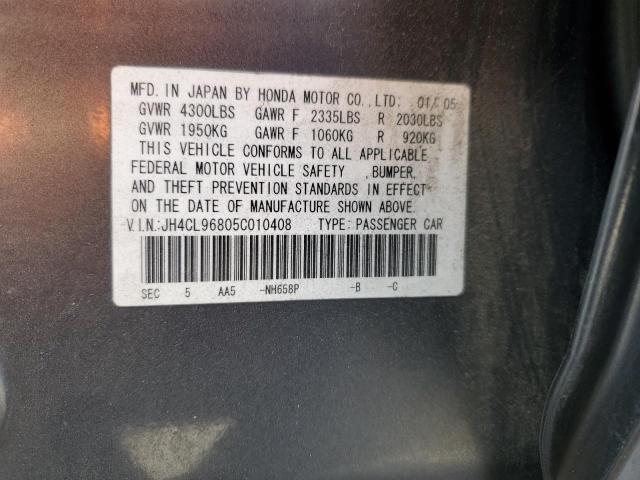 MFD. IN JAPAN BY HONDA MOTOR CO., LTD: 01/05
GVWR 4300LBS GAWR F 2335LBS R 2030LBS
GVWR 1950KG GAWR F 1060KG R 920KG
THIS VEHICLE CONFORMS TO ALL APPLICABLE
FEDERAL MOTOR VEHICLE SAFETY ,BUMPER,
AND THEFT PREVENTION STANDARDS IN EFFECT
ON THE DATE OF MANUFACTURE SHOWN ABOVE.
V.I.N.:JH4CL96805C010408 TYPE: PASSENGER CAR
SEC 5 AA5 -NH658P -B -C